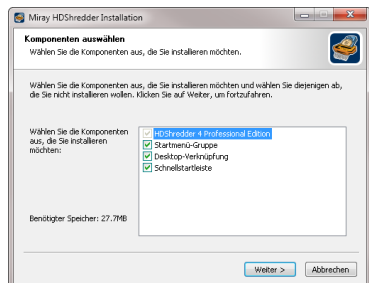 Miray HDShredder Installation
Komponenten auswählen
Wählen Sie die Komponenten aus, die Sie installieren möchten.
Wählen Sie die Komponenten aus, die Sie installieren möchten und wählen Sie diejenigen ab,
die Sie nicht installieren wollen. Klicken Sie auf Weiter, um fortzufahren.
Wählen Sie die Komponenten
aus, die Sie installieren
möchten:
HDShredder 4 Professional Edition
Startmenü-Gruppe
Desktop-Verknüpfung
Schnellstartleiste
Benötigter Speicher: 27.7MB
Weiter >
Abbrechen